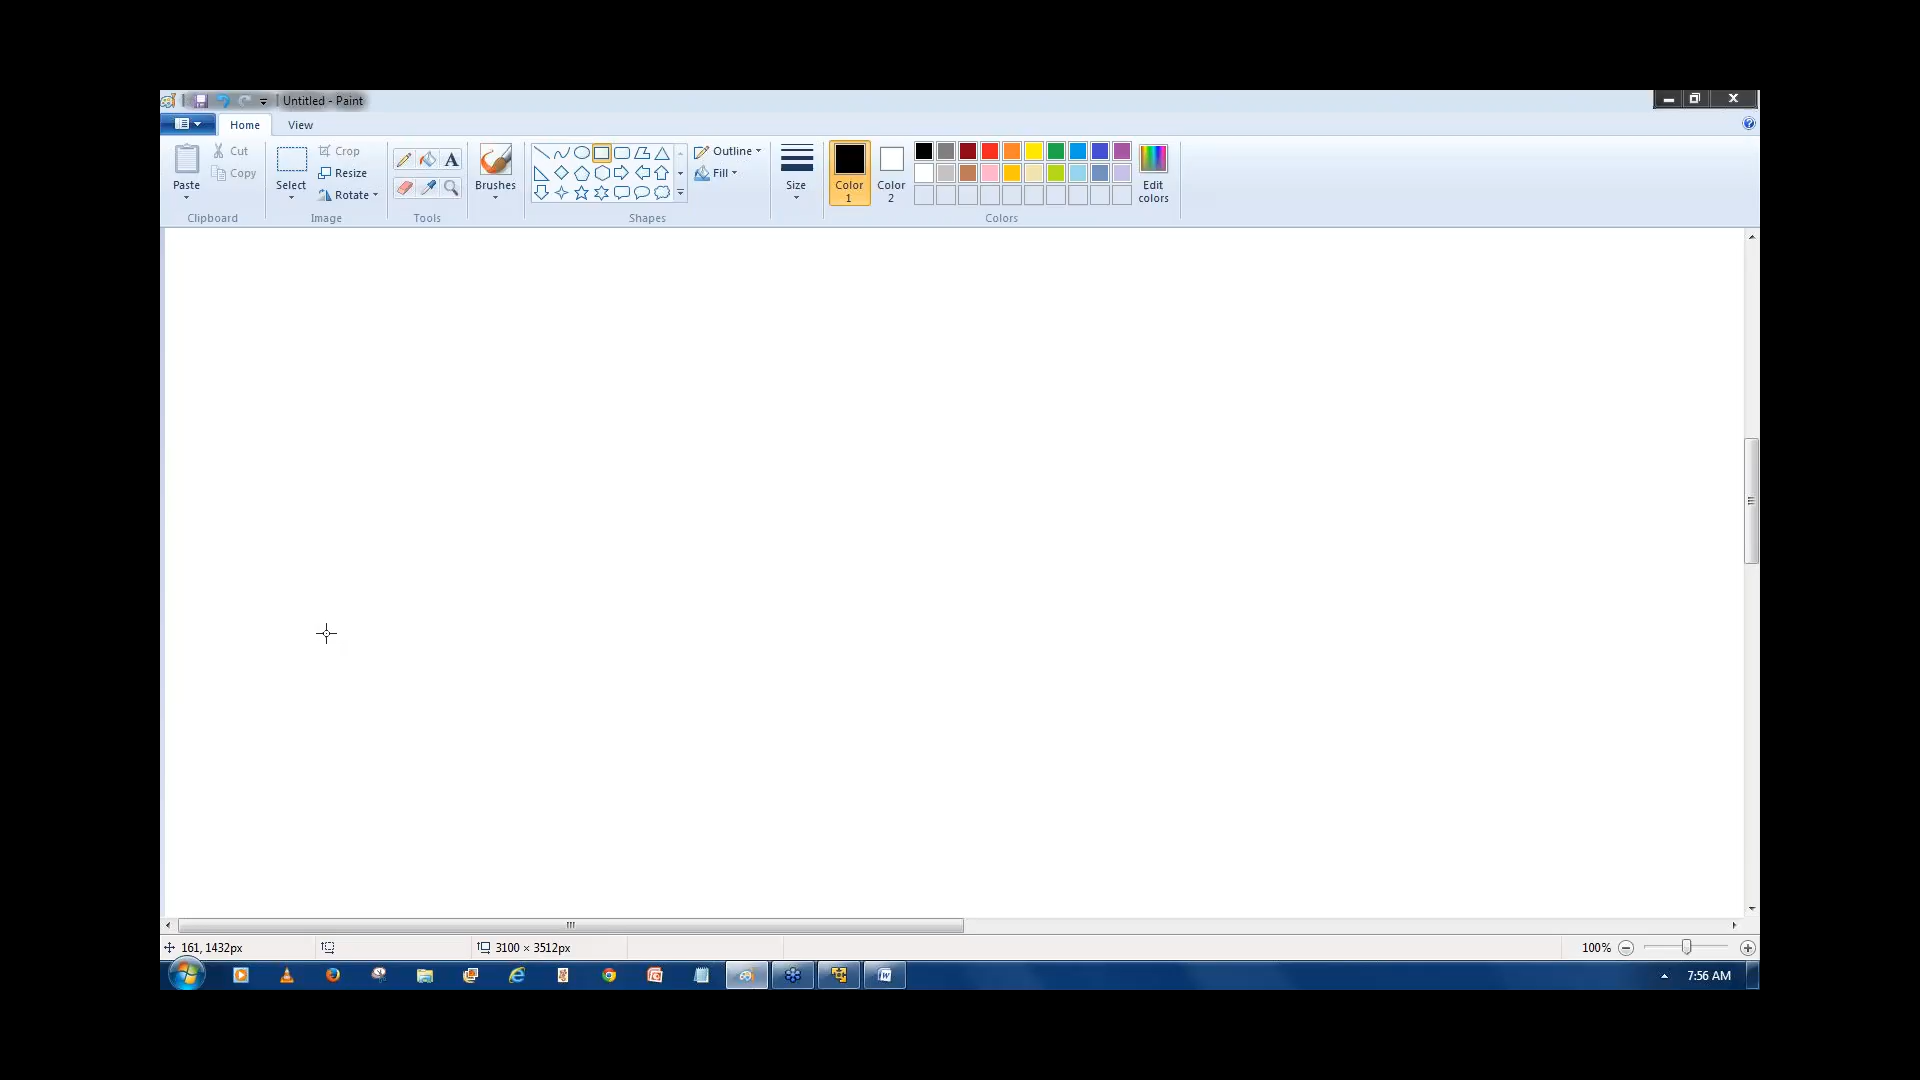 Untitled - Paint
Home View
Paste
Cut
Copy
Clipboard
Select
Crop
Resize
Rotate
Image
Tools
Brushes
Shapes
Outline
Fill
Size
Color 1
Color 2
Colors
Edit colors
161, 1432px
3100 × 3512px
100%
7:56 AM